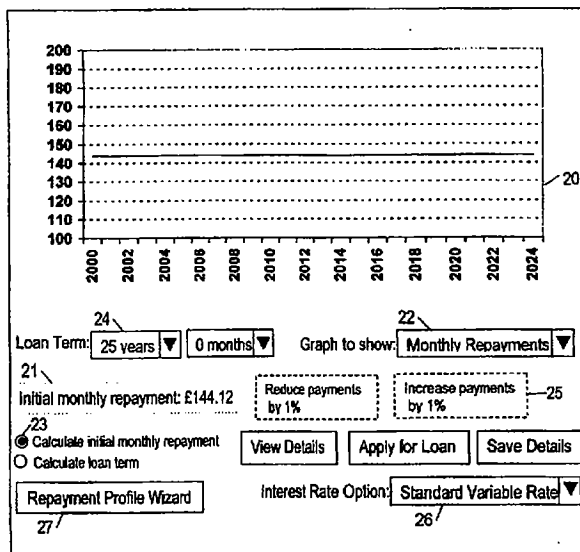 200
190
180
170
160
150
140
130
120
110
100
20
2000 2002 2004 2006 2008 2010 2012 2014 2016 2018 2020 2022 2024
24
22
Loan Term: 25 years 0 months Graph to show: Monthly Repayments
21
Initial monthly repayment: £144.12 Reduce payments by 1% Increase payments by 1% 25
23
Calculate initial monthly repayment
Calculate loan term
View Details Apply for Loan Save Details
Repayment Profile Wizard Interest Rate Option: Standard Variable Rate
27 26